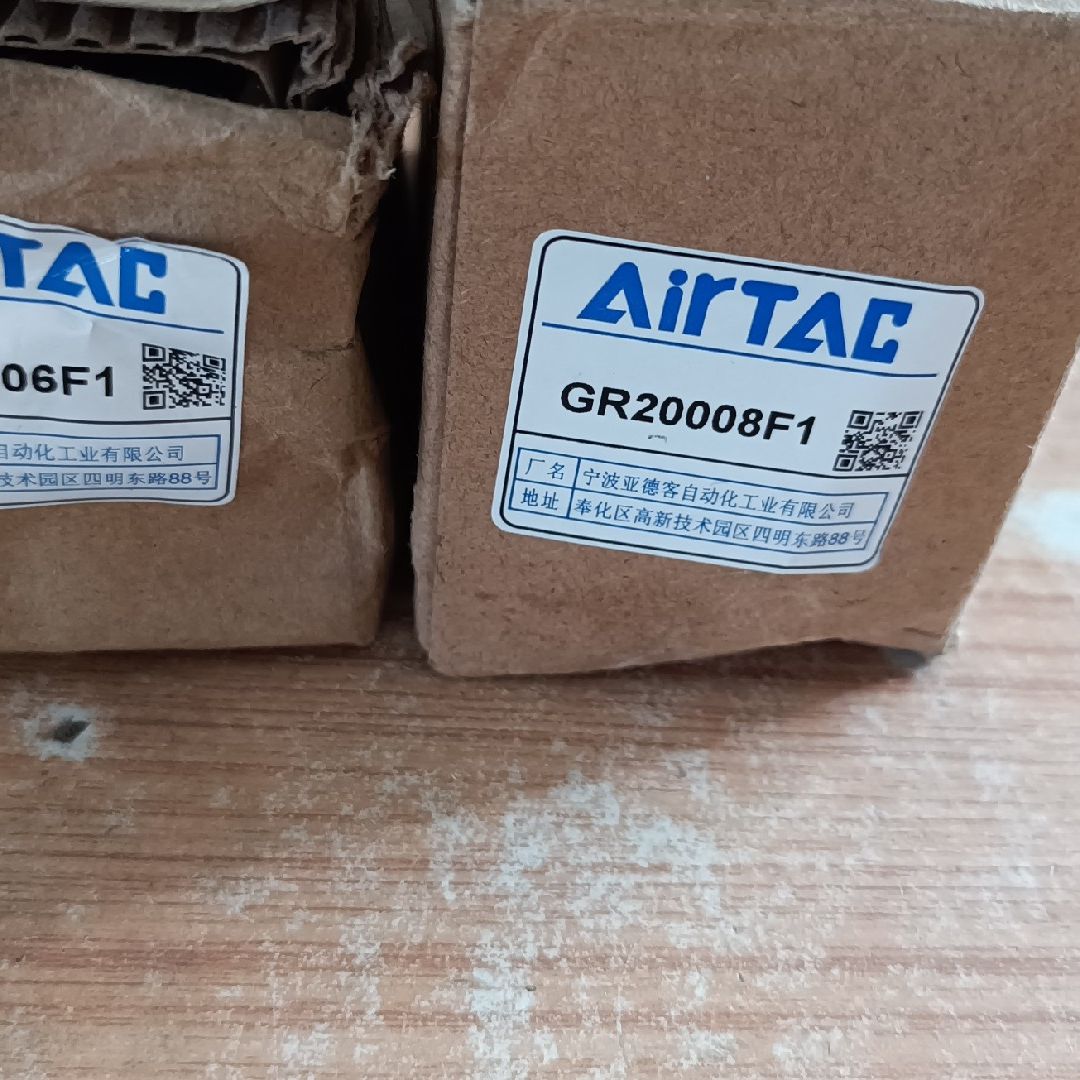 TAC
06F1
自动化工业有限公司
技术园区四明东路88号
AirTAC
GR20008F1
厂名 宁波亚德客自动化工业有限公司
地址 奉化区高新技术园区四明东路88号